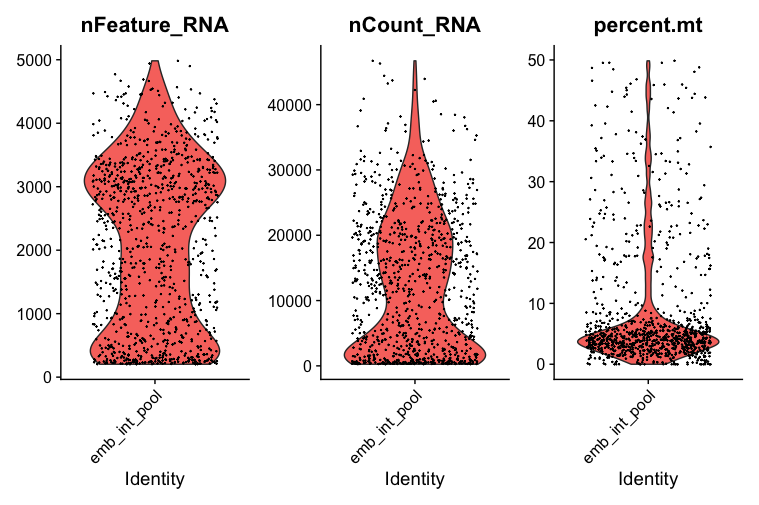 nFeature_RNA
5000
4000
3000
2000
1000
0
emb_int_pool
Identity
nCount_RNA
40000
30000
20000
10000
0
emb_int_pool
Identity
percent.mt
50
40
30
20
10
0
emb_int_pool
Identity